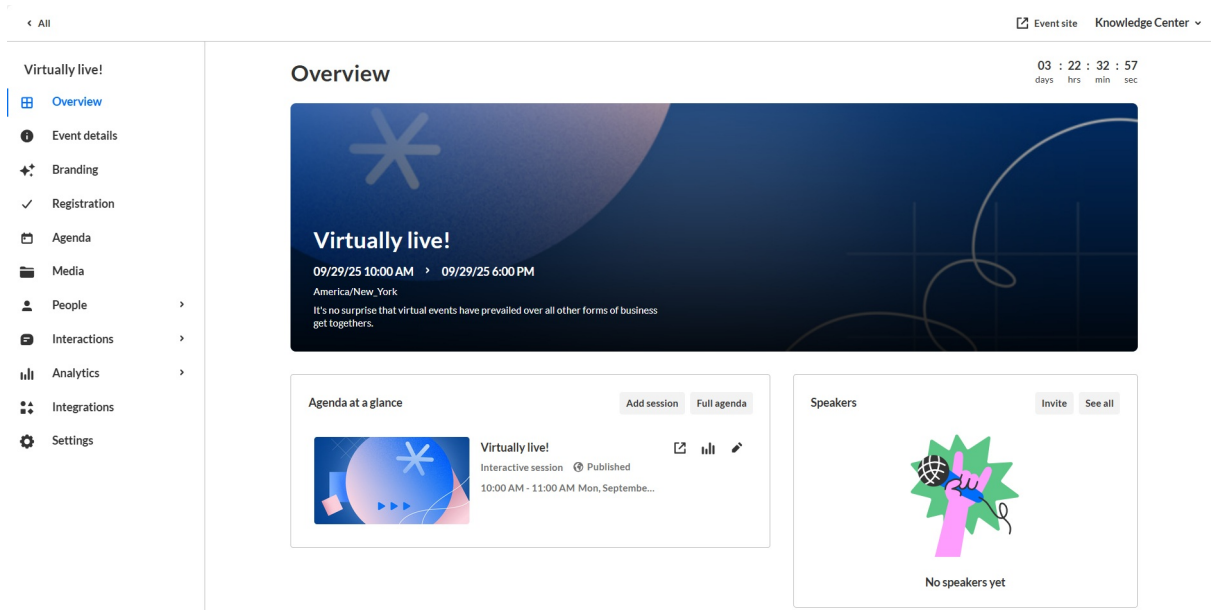 All
Event site
Knowledge Center
Virtually live!
Overview
Event details
Branding
Registration
Agenda
Media
People
Interactions
Analytics
Integrations
Settings
Overview
03 : 22 : 32 : 57
days hrs min sec
Virtually live!
09/29/25 10:00 AM > 09/29/25 6:00 PM
America/New_York
It's no surprise that virtual events have prevailed over all other forms of business
get togethers.
Agenda at a glance
Add session
Full agenda
Virtually live!
Interactive session Published
10:00 AM - 11:00 AM Mon, Septembe...
Speakers
Invite
See all
No speakers yet